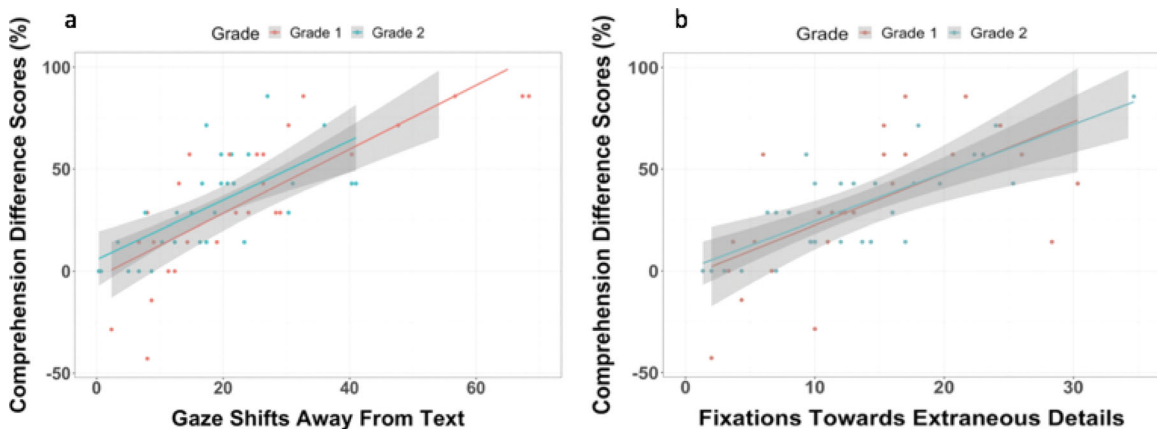 a
Grade Grade 1 Grade 2
Comprehension Difference Scores (%)
100
50
0
-50
0 20 40 60
Gaze Shifts Away From Text
b
Grade Grade 1 Grade 2
Comprehension Difference Scores (%)
100
50
0
-50
0 10 20 30
Fixations Towards Extraneous Details